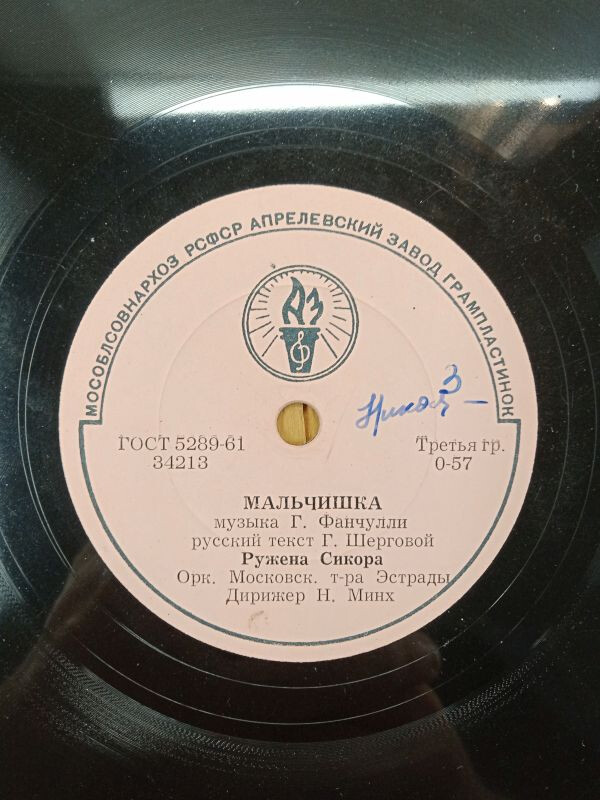 МОСОБЛСОВНАРХОЗ РСФСР АПРЕЛЕВСКИЙ ЗАВОД ГРАМПЛАСТИНОК
АЗ
3
ГОСТ 5289-61
Третья гр.
34213
0-57
МАЛЬЧИШКА
музыка Г. Фанчулли
русский текст Г. Шерговой
Ружена Сикора
Орк. Московск. т-ра Эстрады
Дирижер Н. Минх